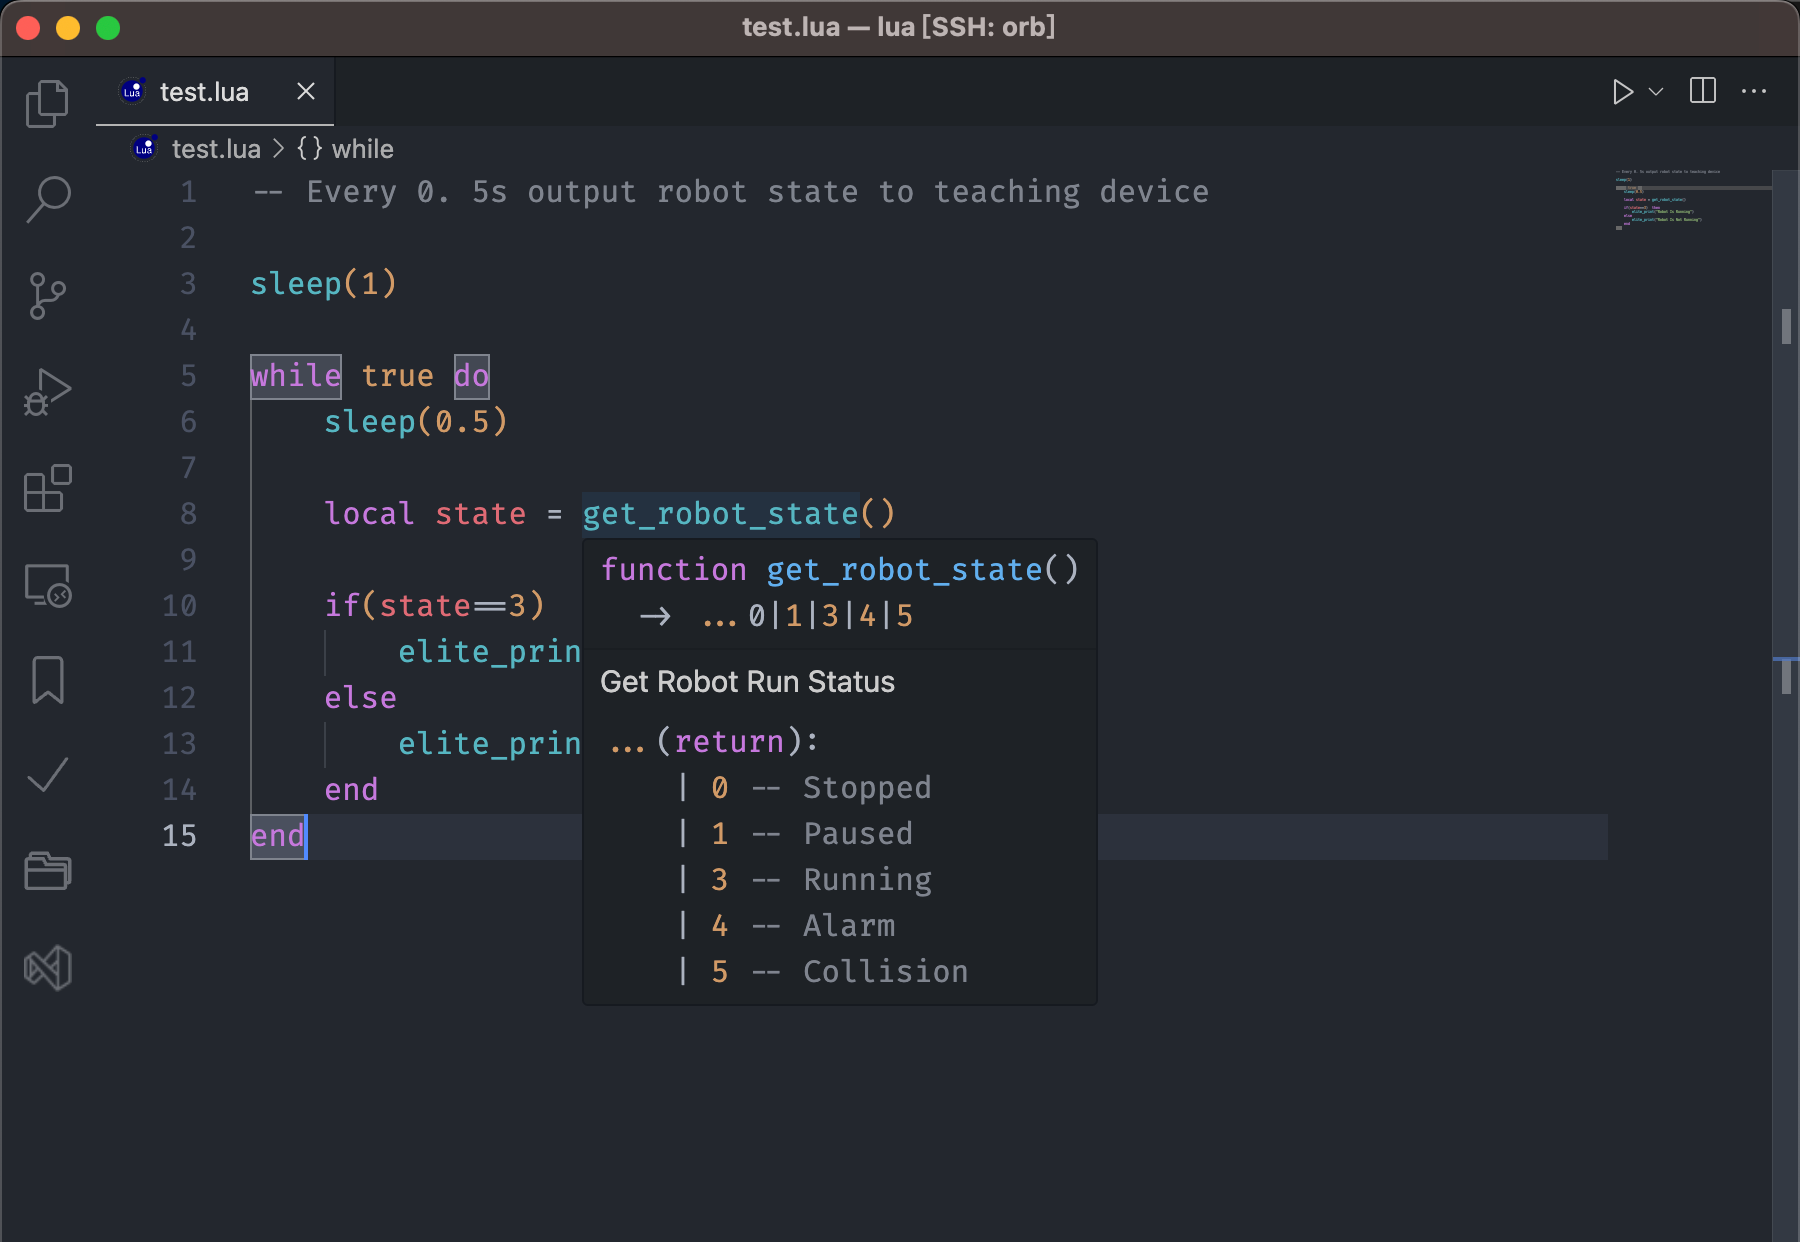 test.lua — lua [SSH: orb]
Lua test.lua
Lua test.lua > {} while
1 -- Every 0. 5s output robot state to teaching device
2
3 sleep(1)
4
5 while true do
6 sleep(0.5)
7
8 local state = get_robot_state()
9
10 if(state==3)
11 elite_prin
12 else
13 elite_prin
14 end
15 end
function get_robot_state()
→ ...0|1|3|4|5
Get Robot Run Status
...(return):
| 0 -- Stopped
| 1 -- Paused
| 3 -- Running
| 4 -- Alarm
| 5 -- Collision